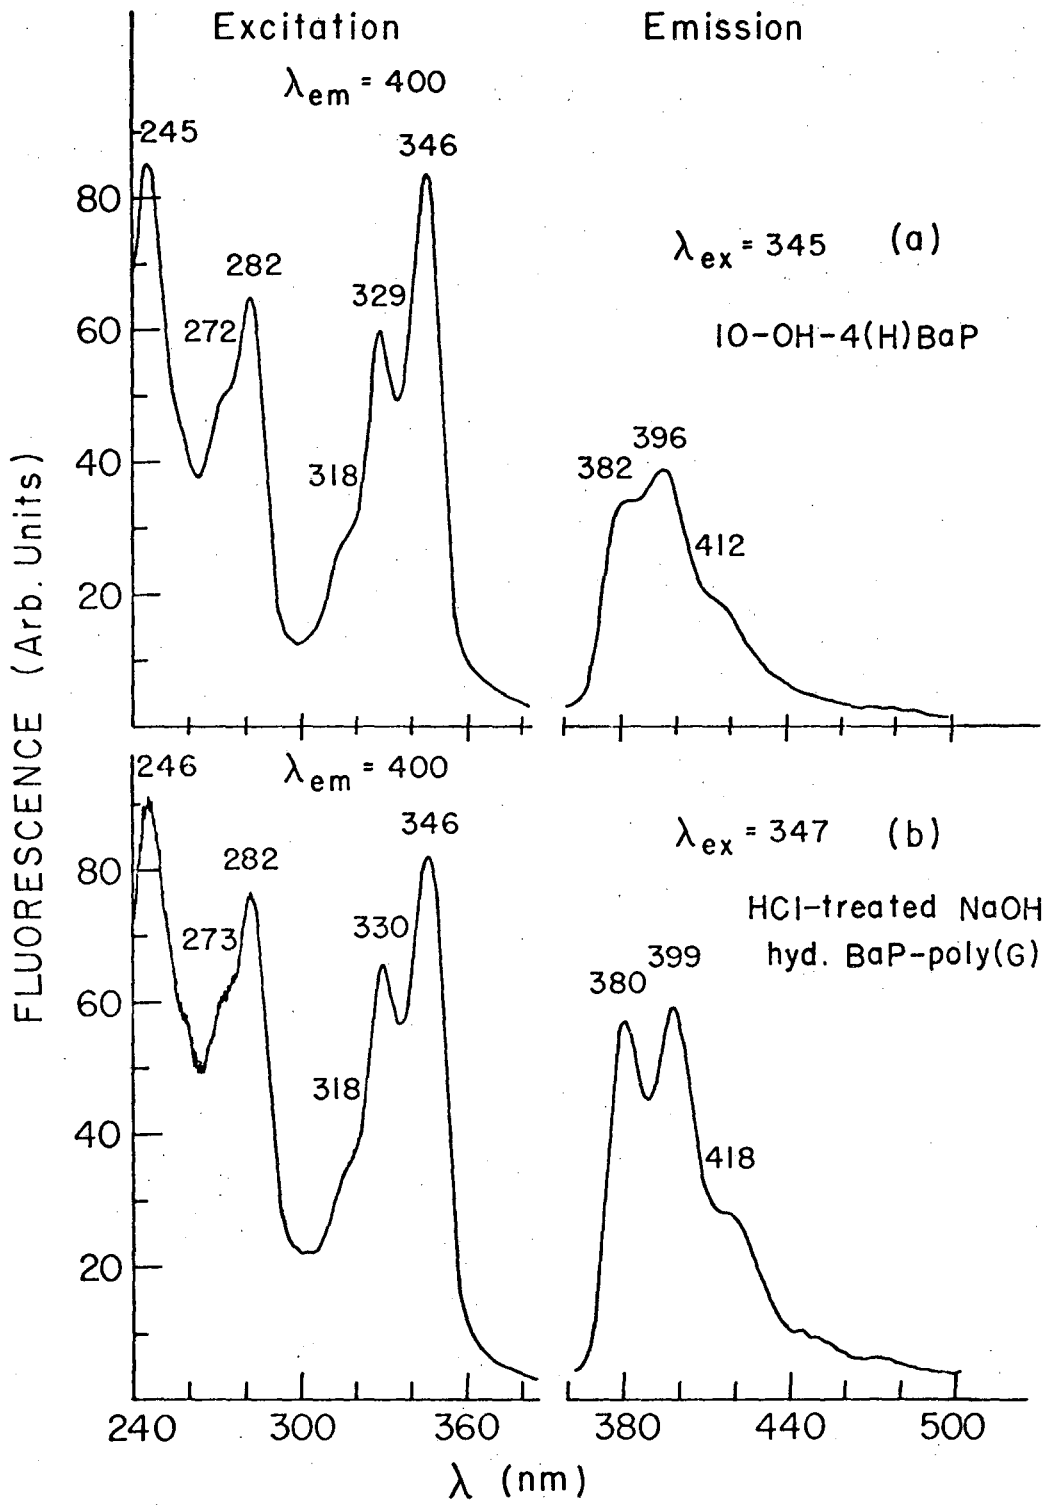 Excitation
Emission
λem = 400
245
346
80
282
λex = 345 (a)
329
272
60
10-OH-4(H)BaP
396
382
318
40
412
20
FLUORESCENCE (Arb. Units)
246
λem = 400
346
λex = 347 (b)
282
80
HCl-treated NaOH
hyd. BaP-poly(G)
330
273
399
380
60
318
40
418
20
240 300 360 380 440 500
λ (nm)